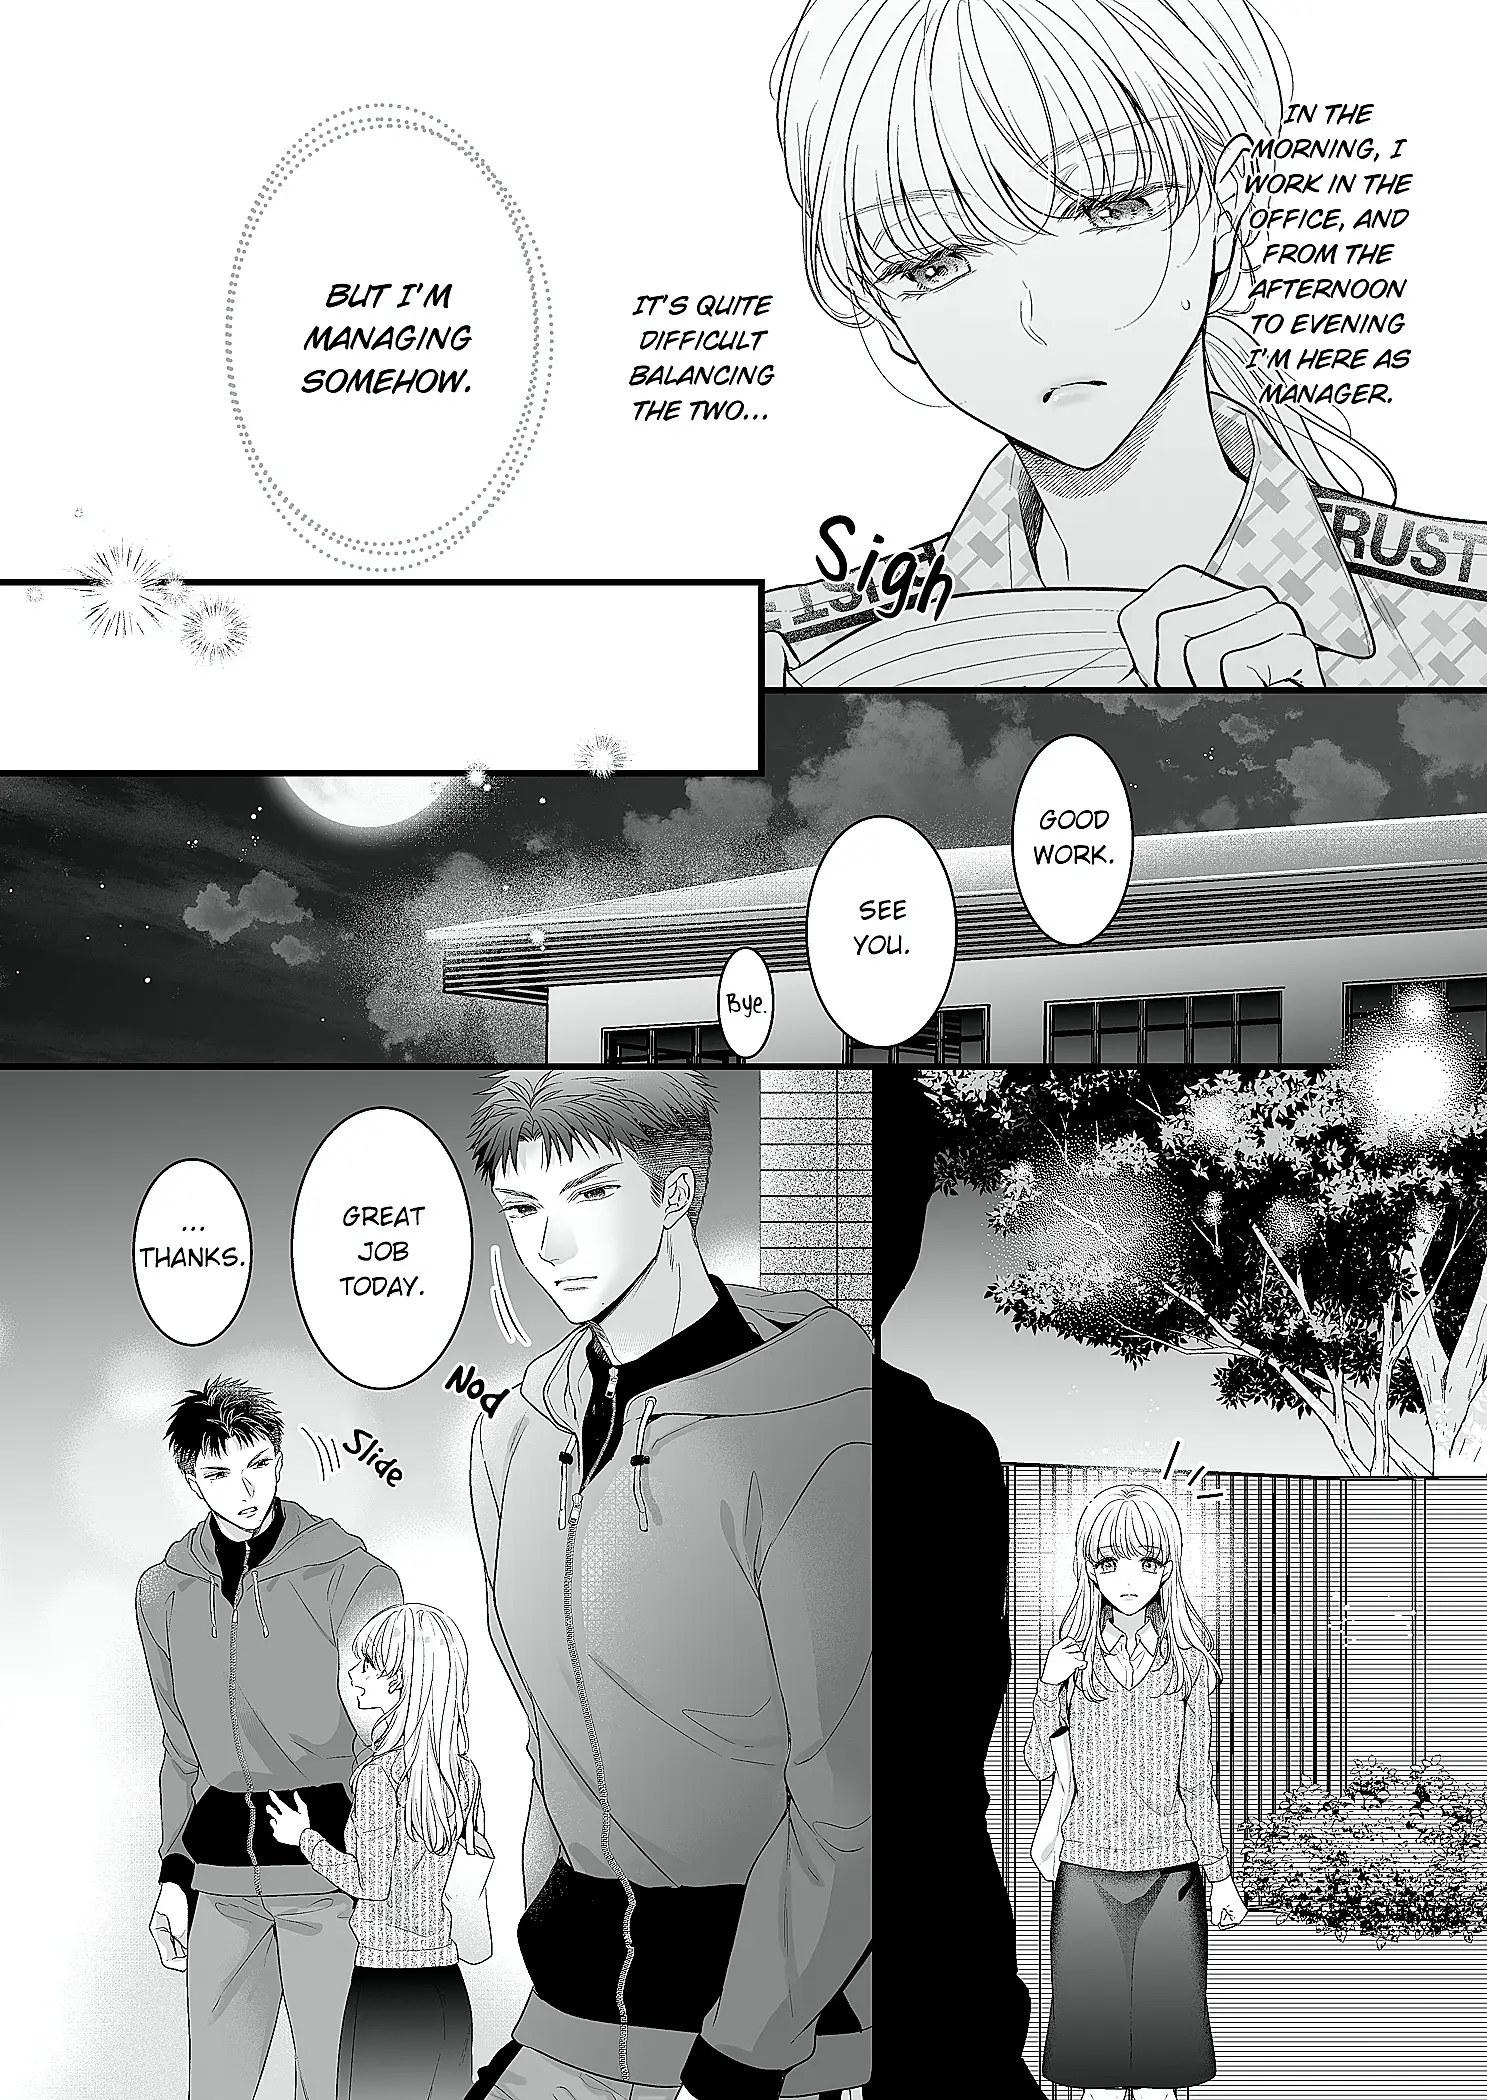 IN THE
MORNING, I
WORK IN THE
OFFICE, AND
FROM THE
AFTERNOON
TO EVENING
I'M HERE AS
MANAGER.
IT'S QUITE
DIFFICULT
BALANCING
THE TWO...
BUT I'M
MANAGING
SOMEHOW.
Sigh
TRUST
GOOD
WORK.
SEE
YOU.
Bye.
GREAT
JOB
TODAY.
...
THANKS.
Nod
Slide